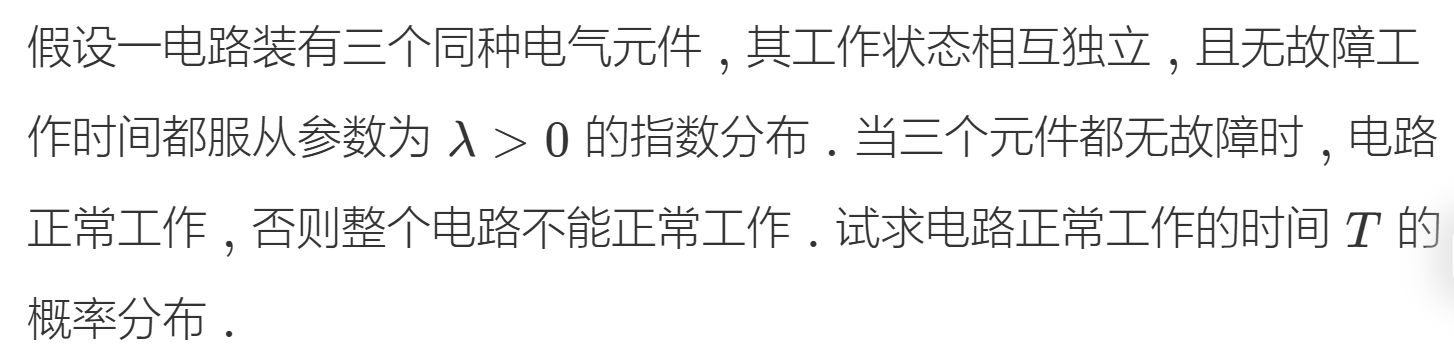 假设一电路装有三个同种电气元件，其工作状态相互独立，且无故障工
作时间都服从参数为 λ > 0 的指数分布．当三个元件都无故障时，电路
正常工作，否则整个电路不能正常工作．试求电路正常工作的时间 T 的
概率分布．